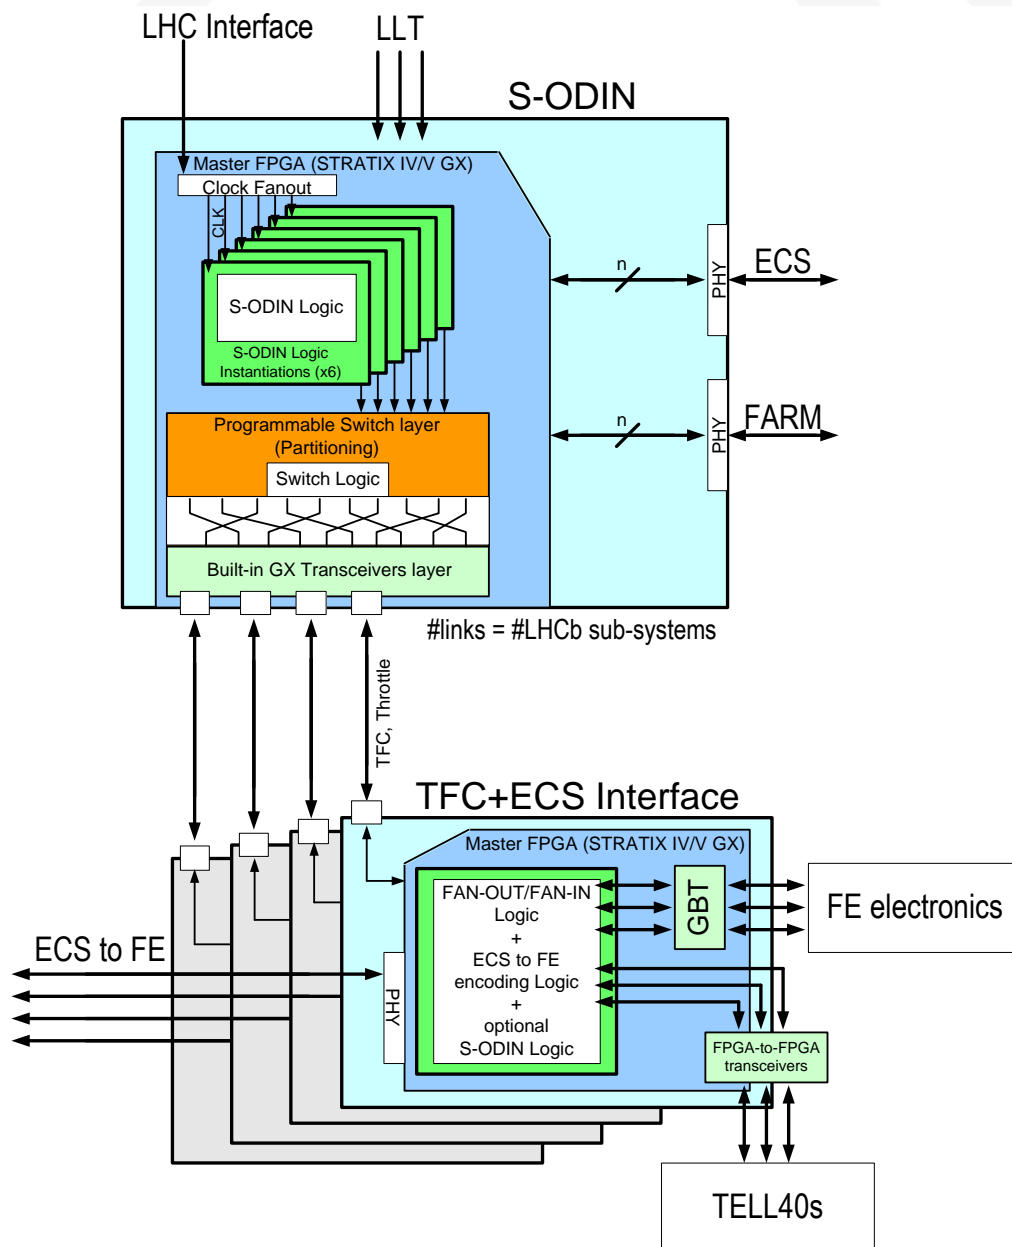 LHC Interface
LLT
S-ODIN
Master FPGA (STRATIX IV/V GX)
Clock Fanout
CLK
S-ODIN Logic
S-ODIN Logic
Instantiations (x6)
n
PHY
ECS
Programmable Switch layer
(Partitioning)
Switch Logic
n
PHY
FARM
Built-in GX Transceivers layer
#links = #LHCb sub-systems
TFC, Throttle
TFC+ECS Interface
Master FPGA (STRATIX IV/V GX)
FAN-OUT/FAN-IN
Logic
+
ECS to FE
encoding Logic
+
optional
S-ODIN Logic
GBT
FE electronics
ECS to FE
PHY
FPGA-to-FPGA
transceivers
TELL40s